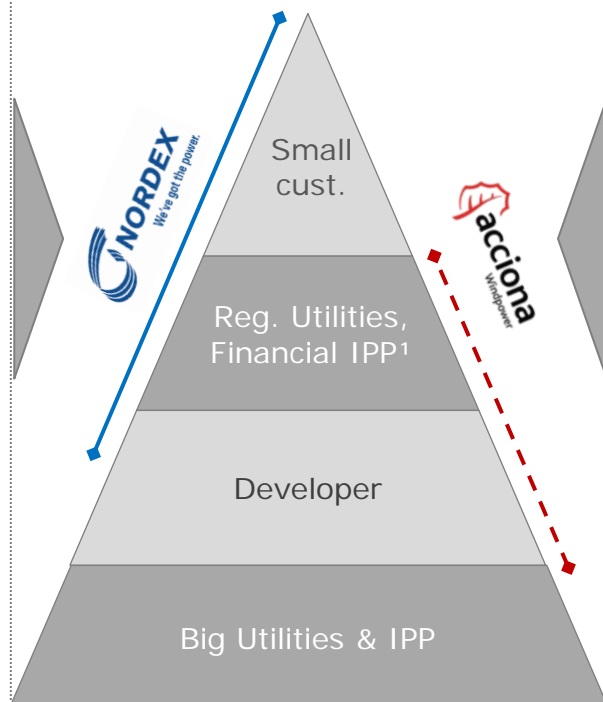 Small
cust.
NORDEX
We've got the power.
acciona
Windpower
Reg. Utilities,
Financial IPP¹
Developer
Big Utilities & IPP